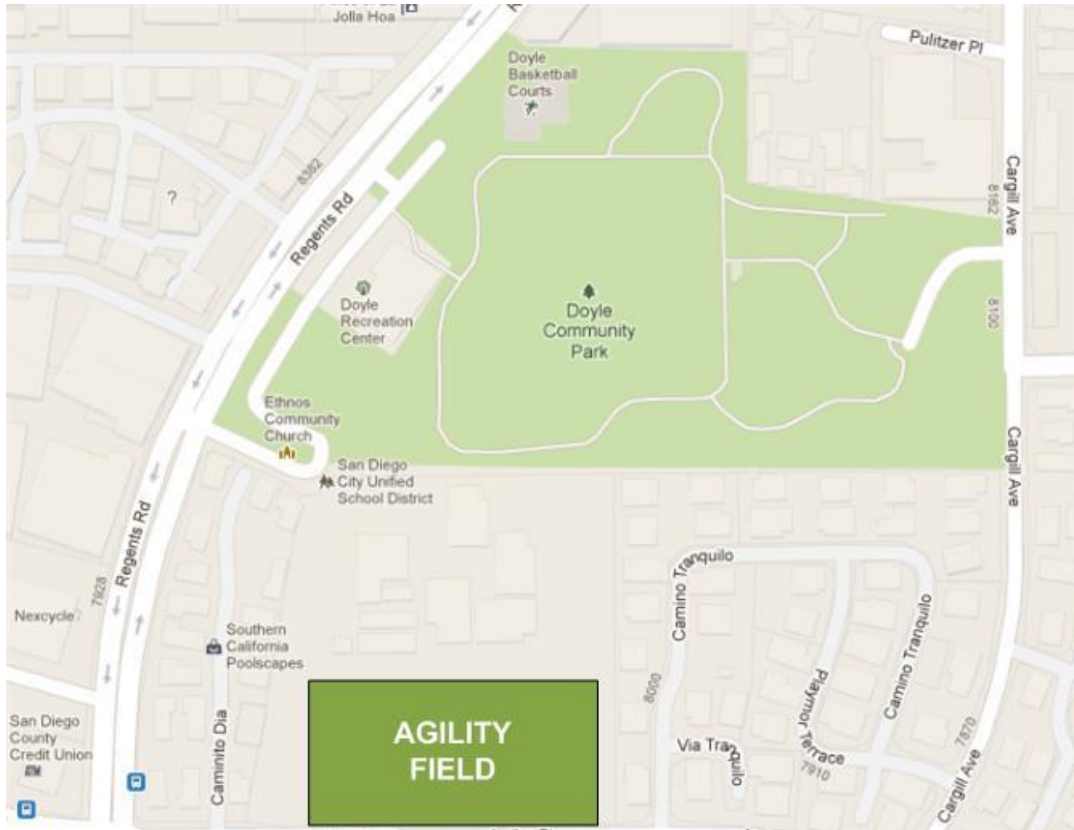 Jolla Hoa
Pulitzer Pl
Doyle
Basketball
Courts
Cargill Ave
8162
8382
?
Regents Rd
Doyle
Recreation
Center
Doyle
Community
Park
8100
Ethnos
Community
Church
San Diego
City Unified
School District
Cargill Ave
Regents Rd
7928
Nexcycle
Camino Tranquilo
Camino Tranquilo
Southern
California
Poolscapes
8000
Playmor Terrace
7910
Via Tranquilo
7870
Cargill Ave
San Diego
County
Credit Union
Caminito Dia
AGILITY
FIELD